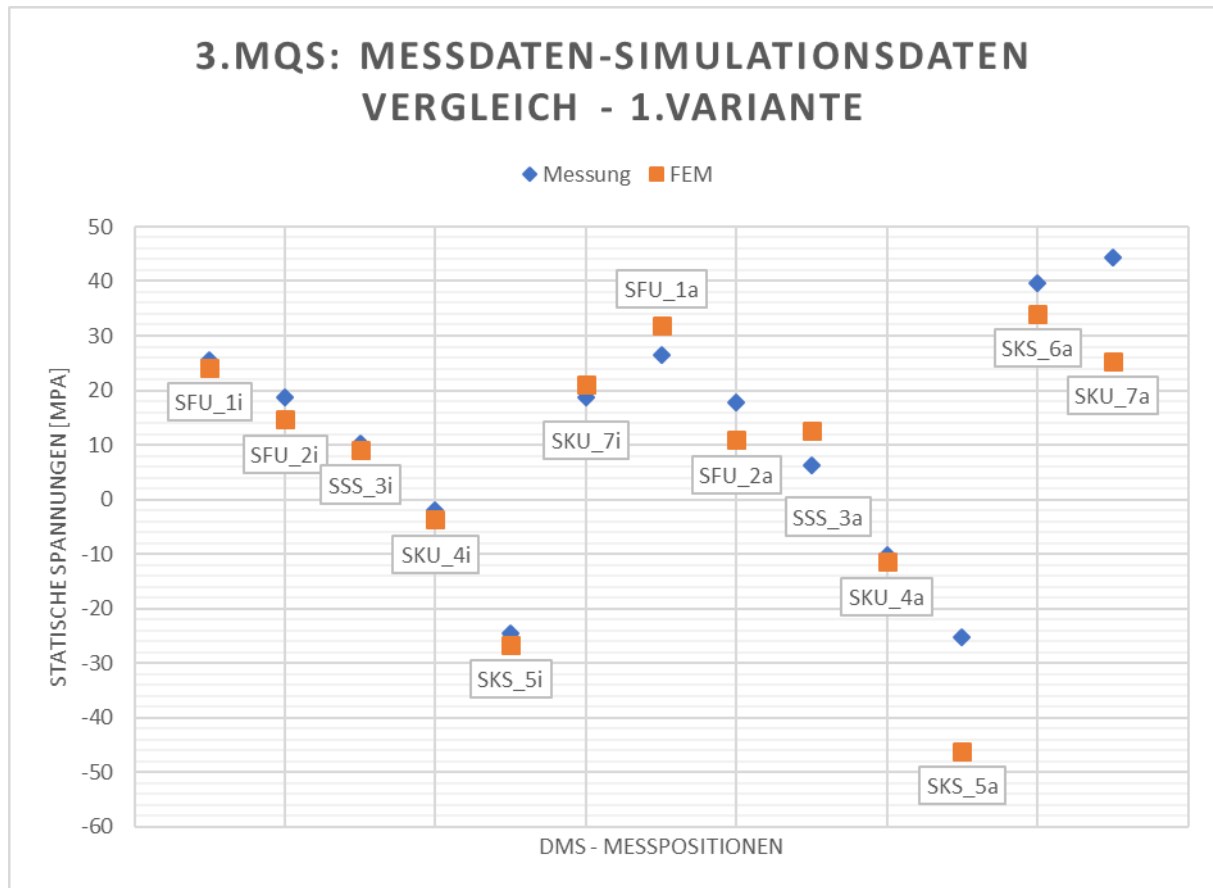 3.MQS: MESSDATEN-SIMULATIONSDATEN
VERGLEICH - 1.VARIANTE
Messung FEM
STATISCHE SPANNUNGEN [MPA]
50
40
30
20
10
0
-10
-20
-30
-40
-50
-60
SFU_1i
SFU_2i
SSS_3i
SKU_4i
SKS_5i
SKU_7i
SFU_1a
SFU_2a
SSS_3a
SKU_4a
SKS_5a
SKS_6a
SKU_7a
DMS - MESSPOSITIONEN